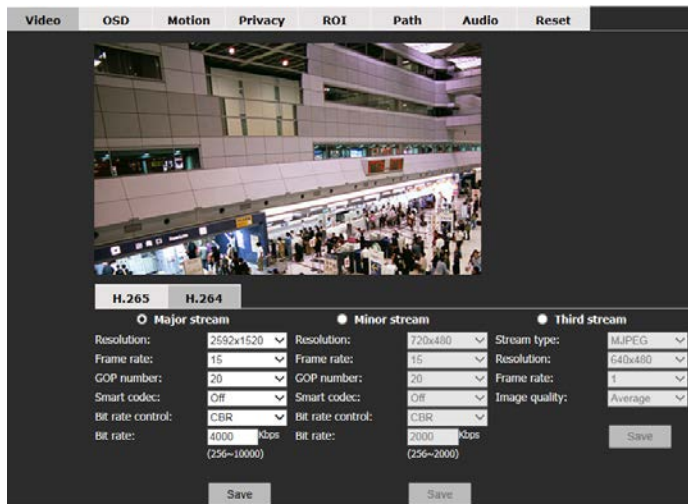 Video OSD Motion Privacy ROI Path Audio Reset
H.265 H.264
Major stream Minor stream Third stream
Resolution: 2592x1520 Resolution: 720x480 Stream type: MJPEG
Frame rate: 15 Frame rate: 15 Resolution: 640x480
GOP number: 20 GOP number: 20 Frame rate: 1
Smart codec: Off Smart codec: Off Image quality: Average
Bit rate control: CBR Bit rate control: CBR
Bit rate: 4000 Kbps Bit rate: 2000 Kbps Save
(256~10000) (256~2000)
Save Save